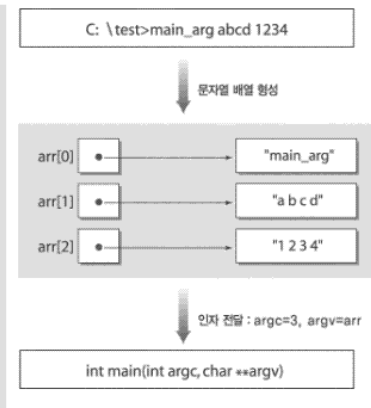 C: \test>main_arg abcd 1234
문자열 배열 형성
arr[0] "main_arg"
arr[1] "a b c d"
arr[2] "1 2 3 4"
인자 전달 : argc=3, argv=arr
int main(int argc, char **argv)